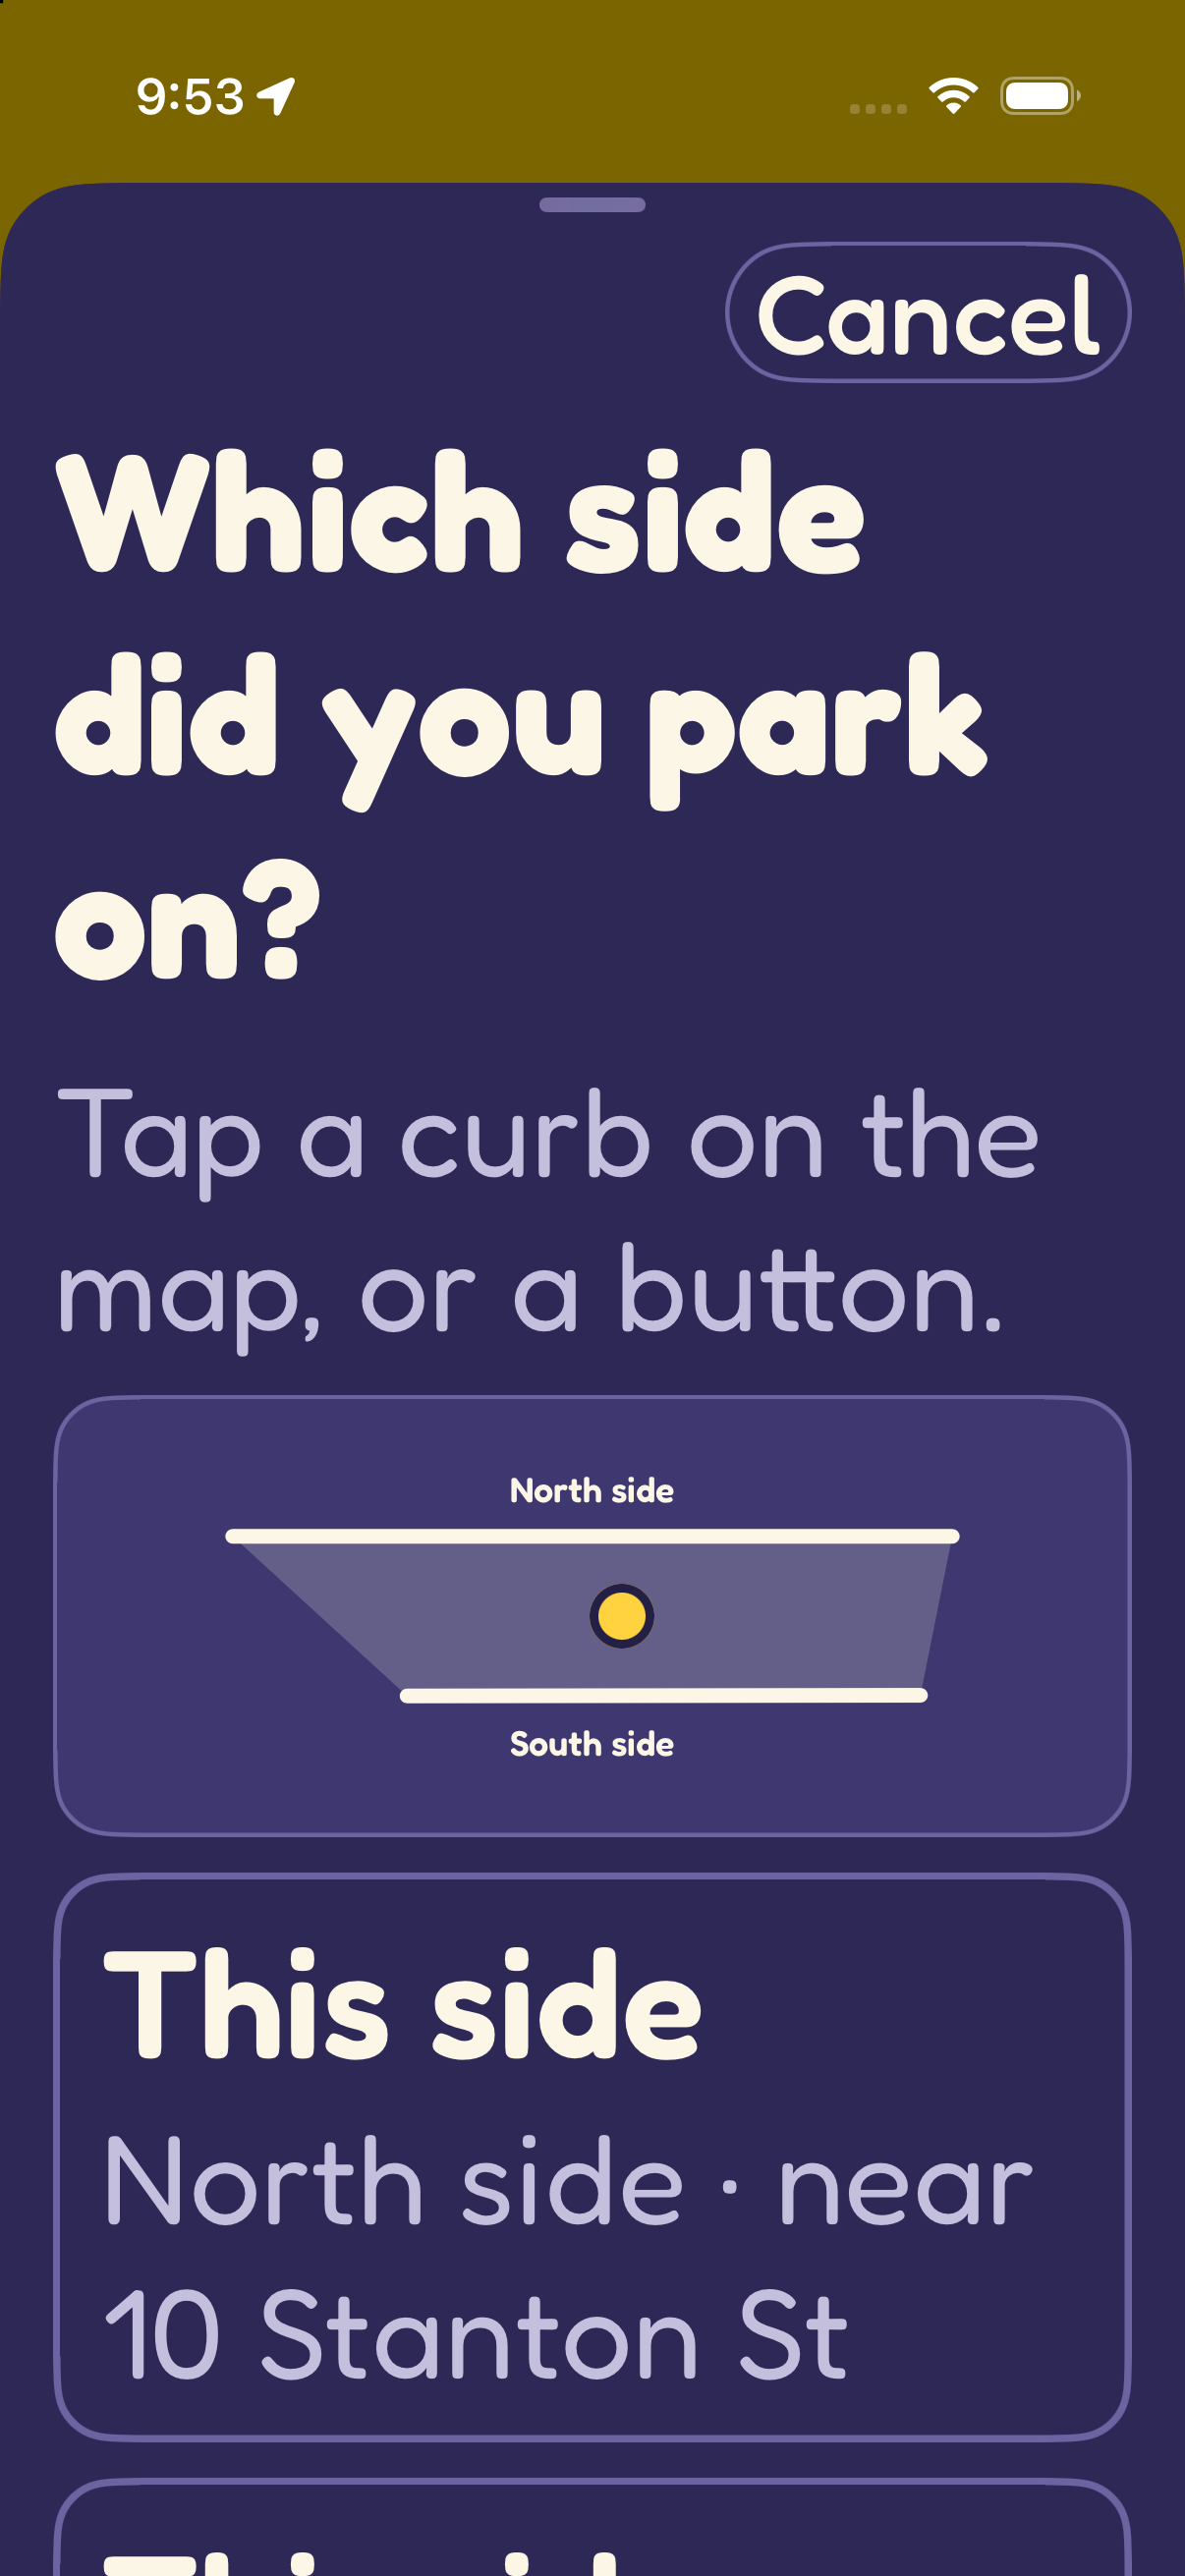 9:53
Cancel
Which side
did you park
on?
Tap a curb on the
map, or a button.
North side
South side
This side
North side · near
10 Stanton St